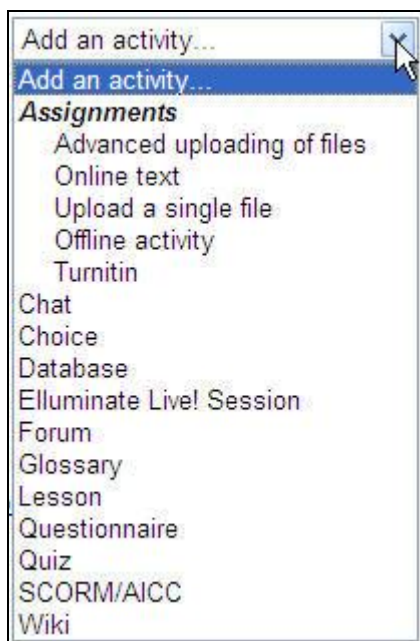 Add an activity...
Add an activity...
Assignments
Advanced uploading of files
Online text
Upload a single file
Offline activity
Turnitin
Chat
Choice
Database
Elluminate Live! Session
Forum
Glossary
Lesson
Questionnaire
Quiz
SCORM/AICC
Wiki